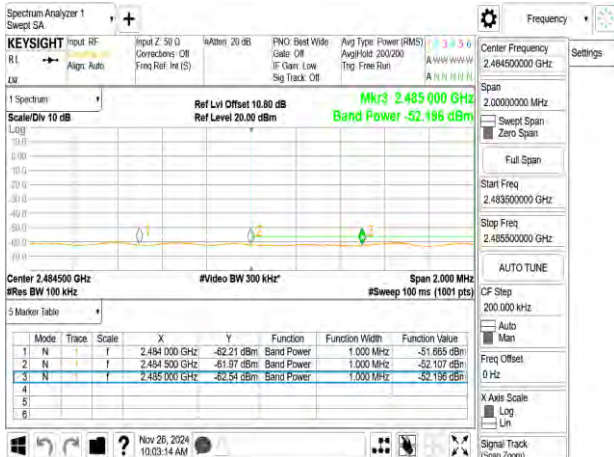 Spectrum Analyzer 1
Swept SA
+
Frequency
KEYSIGHT
Input: RF
Align: Auto
Input Z: 50 Ω
Corrections: Off
Freq Ref: Int (S)
#Atten: 20 dB
PNO: Best Wide
Gate: Off
IF Gain: Low
Sig Track: Off
Avg Type: Power (RMS)
Avg|Hold: 200/200
Trig: Free Run
A W W W W W
A N N N N N
R L
1 Spectrum
Scale/Div 10 dB
Ref Lvl Offset 10.80 dB
Ref Level 20.00 dBm
Mkr3 2.485 000 GHz
Band Power -52.196 dBm
Log
Center 2.484500 GHz
#Res BW 100 kHz
#Video BW 300 kHz*
Span 2.000 MHz
#Sweep 100 ms (1001 pts)
5 Marker Table
Mode Trace Scale X Y Function Function Width Function Value
1 N 1 f 2.484 000 GHz -62.21 dBm Band Power 1.000 MHz -51.665 dBm
2 N 1 f 2.484 500 GHz -61.97 dBm Band Power 1.000 MHz -52.107 dBm
3 N 1 f 2.485 000 GHz -62.54 dBm Band Power 1.000 MHz -52.196 dBm
4
5
6
Nov 26, 2024
10:03:14 AM
Center Frequency
2.484500000 GHz
Settings
Span
2.00000000 MHz
Swept Span
Zero Span
Full Span
Start Freq
2.483500000 GHz
Stop Freq
2.485500000 GHz
AUTO TUNE
CF Step
200.000 kHz
Auto
Man
Freq Offset
0 Hz
X Axis Scale
Log
Lin
Signal Track
(Span Zoom)